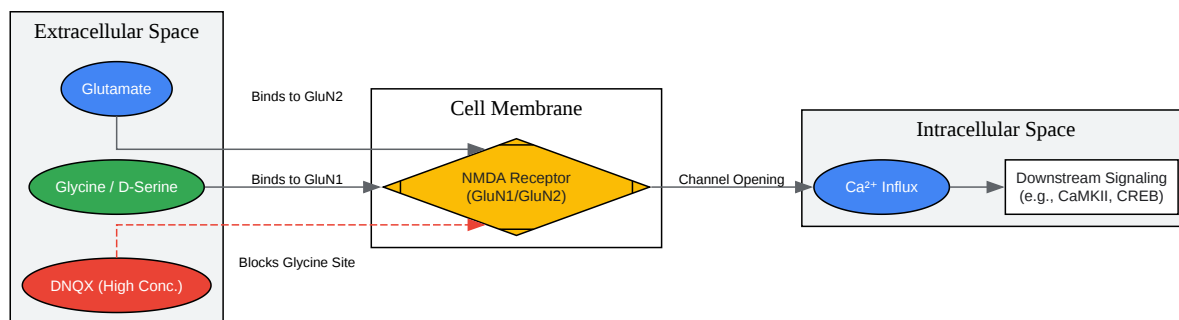 Extracellular Space
Glutamate
Binds to GluN2
Glycine / D-Serine
Binds to GluN1
DNQX (High Conc.)
Blocks Glycine Site
Cell Membrane
NMDA Receptor
(GluN1/GluN2)
Channel Opening
Intracellular Space
Ca²⁺ Influx
Downstream Signaling
(e.g., CaMKII, CREB)